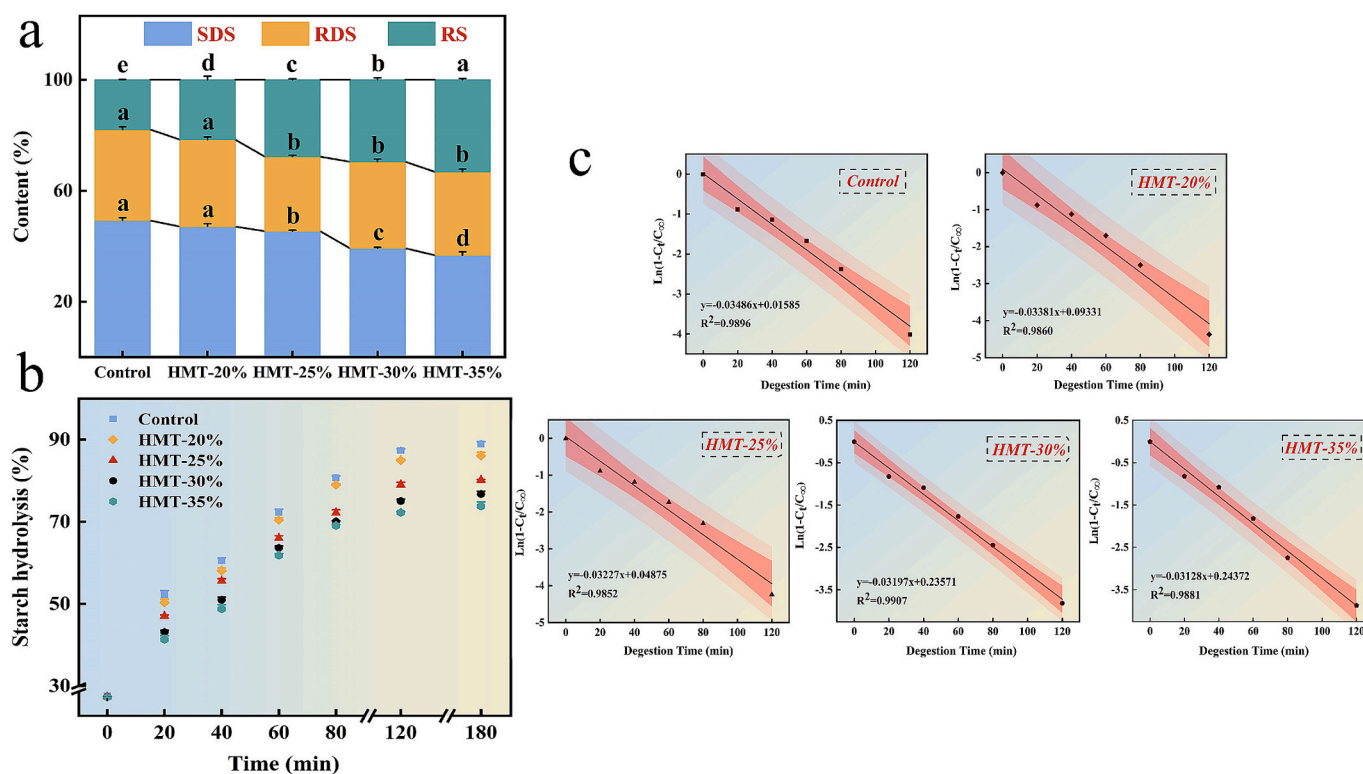 a
SDS RDS RS
e d c b a
100
a a b b b
60
a a b c d
20
Content (%)
Control HMT-20% HMT-25% HMT-30% HMT-35%
b
Control
HMT-20%
HMT-25%
HMT-30%
HMT-35%
90
70
50
30
Starch hydrolysis (%)
0 20 40 60 80 120 180
Time (min)
c
Control
0
-1
-2
-3
-4
Ln(1-Ct/C∞)
y=-0.03486x+0.01585
R²=0.9896
0 20 40 60 80 100 120
Degestion Time (min)
HMT-20%
0
-1
-2
-3
-4
-5
Ln(1-Ct/C∞)
y=-0.03381x+0.09331
R²=0.9860
0 20 40 60 80 100 120
Degestion Time (min)
HMT-25%
0
-1
-2
-3
-4
-5
Ln(1-Ct/C∞)
y=-0.03227x+0.04875
R²=0.9852
0 20 40 60 80 100 120
Degestion Time (min)
HMT-30%
0.5
-0.5
-1.5
-2.5
-3.5
Ln(1-Ct/C∞)
y=-0.03197x+0.23571
R²=0.9907
0 20 40 60 80 100 120
Degestion Time (min)
HMT-35%
0.5
-0.5
-1.5
-2.5
-3.5
Ln(1-Ct/C∞)
y=-0.03128x+0.24372
R²=0.9881
0 20 40 60 80 100 120
Degestion Time (min)